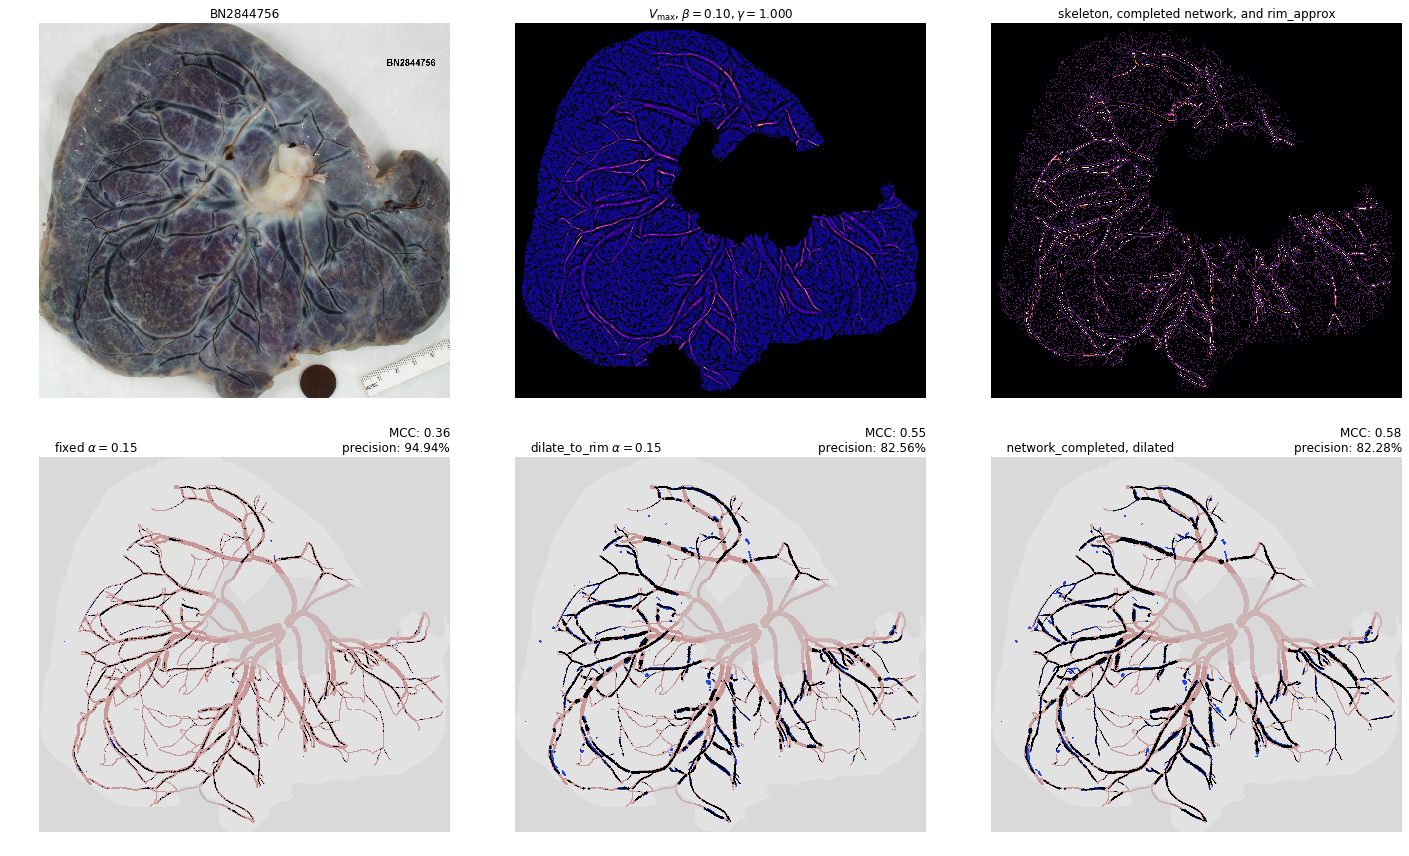 BN2844756
V_max, β = 0.10, γ = 1.000
skeleton, completed network, and rim_approx
BN2844756
fixed α = 0.15
MCC: 0.36
precision: 94.94%
dilate_to_rim α = 0.15
MCC: 0.55
precision: 82.56%
network_completed, dilated
MCC: 0.58
precision: 82.28%